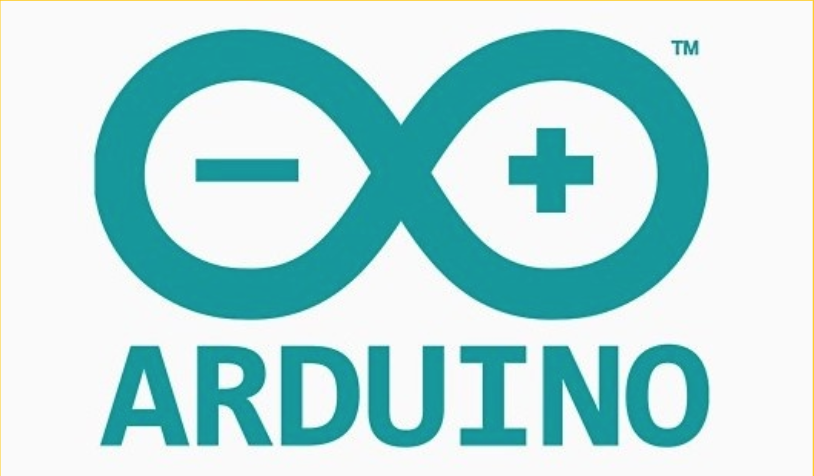 TM
− +
ARDUINO